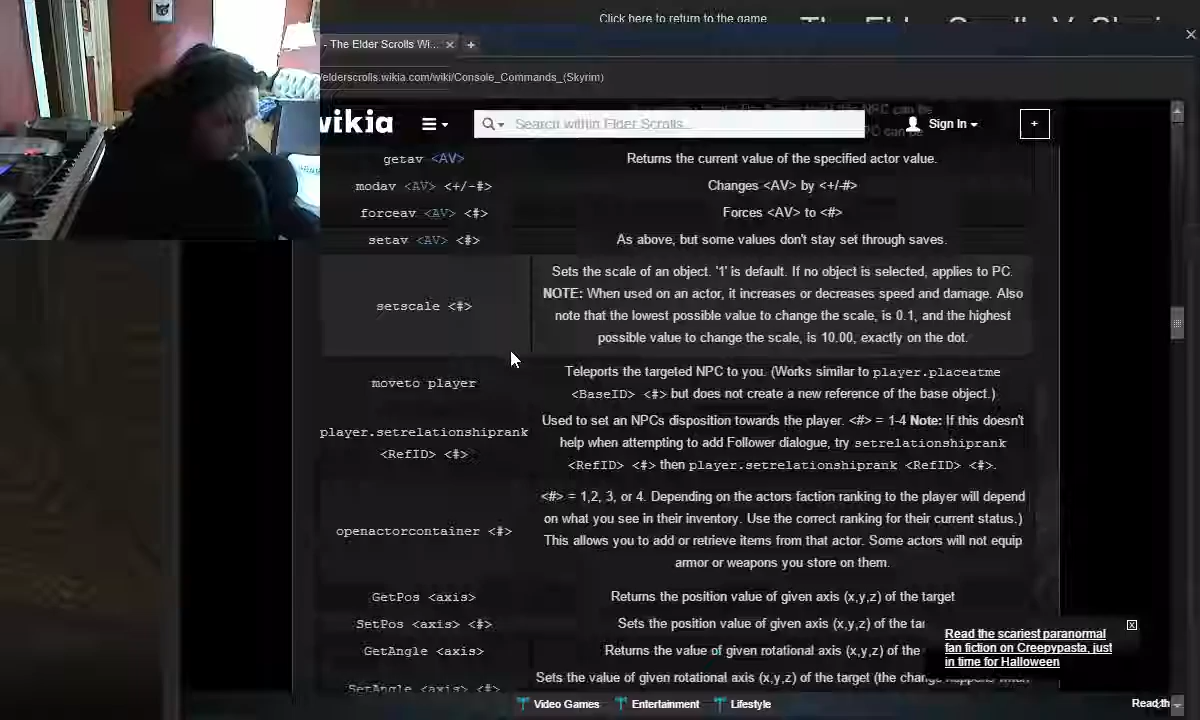 Click here to return to the game
- The Elder Scrolls Wi... x +
/elderscrolls.wikia.com/wiki/Console_Commands_(Skyrim)
wikia
Search within Elder Scrolls...
Sign In
+
getav <AV> Returns the current value of the specified actor value.
modav <AV> <+/-#> Changes <AV> by <+/-#>
forceav <AV> <#> Forces <AV> to <#>
setav <AV> <#> As above, but some values don't stay set through saves.
setscale <#>
Sets the scale of an object. '1' is default. If no object is selected, applies to PC.
NOTE: When used on an actor, it increases or decreases speed and damage. Also
note that the lowest possible value to change the scale, is 0.1, and the highest
possible value to change the scale, is 10.00, exactly on the dot.
moveto player
Teleports the targeted NPC to you. (Works similar to player.placeatme
<BaseID> <#> but does not create a new reference of the base object.)
player.setrelationshiprank
<RefID> <#>
Used to set an NPCs disposition towards the player. <#> = 1-4 Note: If this doesn't
help when attempting to add Follower dialogue, try setrelationshiprank
<RefID> <#> then player.setrelationshiprank <RefID> <#>.
openactorcontainer <#>
<#> = 1,2, 3, or 4. Depending on the actors faction ranking to the player will depend
on what you see in their inventory. Use the correct ranking for their current status.)
This allows you to add or retrieve items from that actor. Some actors will not equip
armor or weapons you store on them.
GetPos <axis> Returns the position value of given axis (x,y,z) of the target
SetPos <axis> <#> Sets the position value of given axis (x,y,z) of the ta
GetAngle <axis> Returns the value of given rotational axis (x,y,z) of the
SetAngle <axis> <#> Sets the value of given rotational axis (x,y,z) of the target (the change happens when
Read the scariest paranormal
fan fiction on Creepypasta, just
in time for Halloween
Video Games Entertainment Lifestyle
Read th